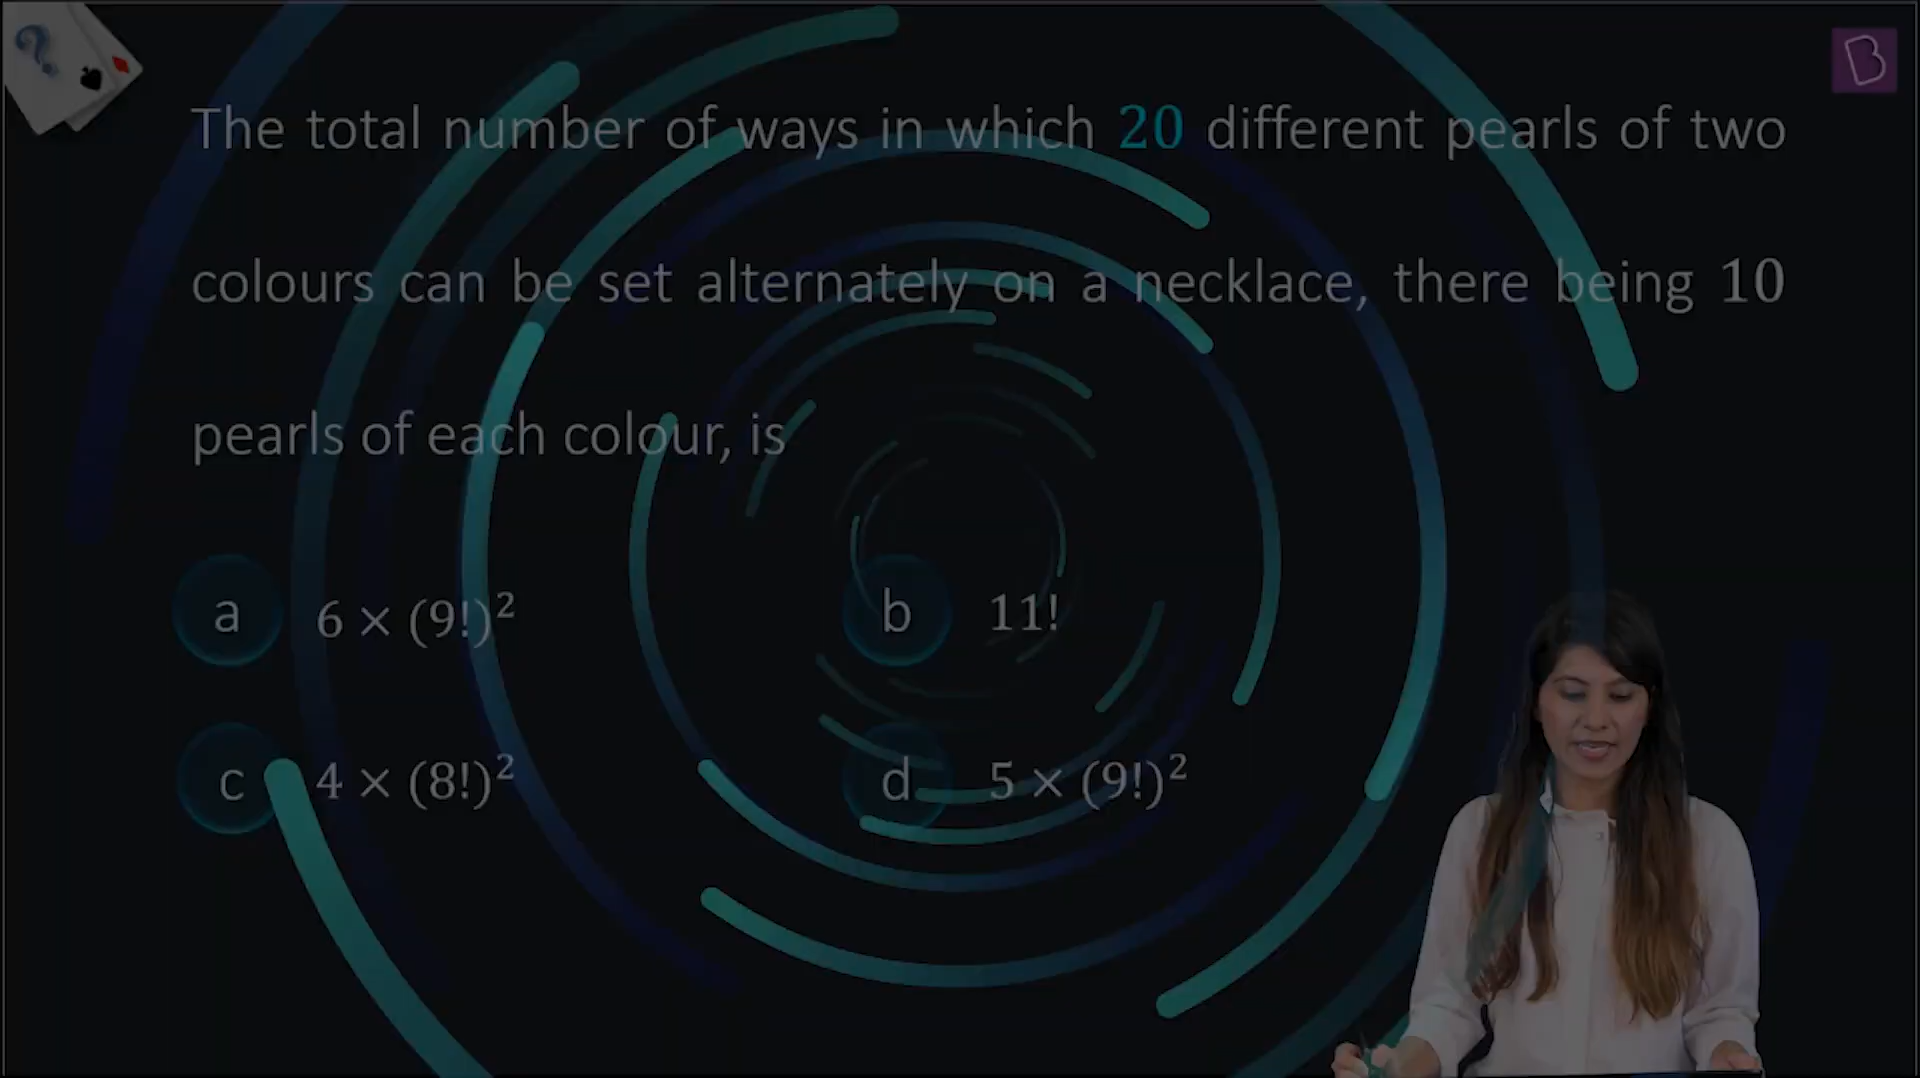 The total number of ways in which 20 different pearls of two
colours can be set alternately on a necklace, there being 10
pearls of each colour, is
a 6 × (9!)² b 11!
c 4 × (8!)² d 5 × (9!)²